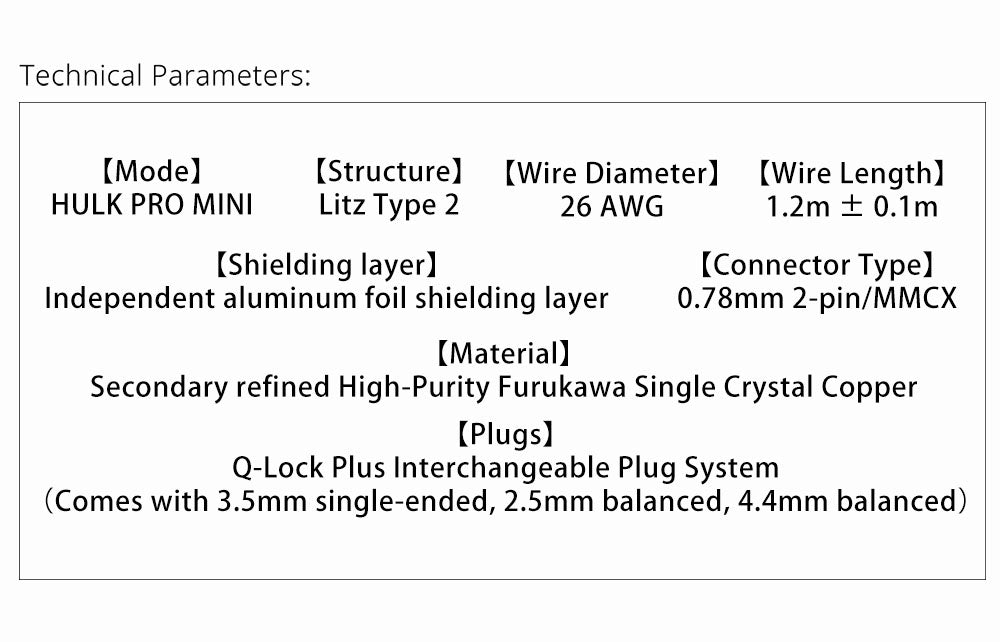 Technical Parameters:
【Mode】 【Structure】 【Wire Diameter】 【Wire Length】
HULK PRO MINI Litz Type 2 26 AWG 1.2m ± 0.1m
【Shielding layer】 【Connector Type】
Independent aluminum foil shielding layer 0.78mm 2-pin/MMCX
【Material】
Secondary refined High-Purity Furukawa Single Crystal Copper
【Plugs】
Q-Lock Plus Interchangeable Plug System
（Comes with 3.5mm single-ended, 2.5mm balanced, 4.4mm balanced）